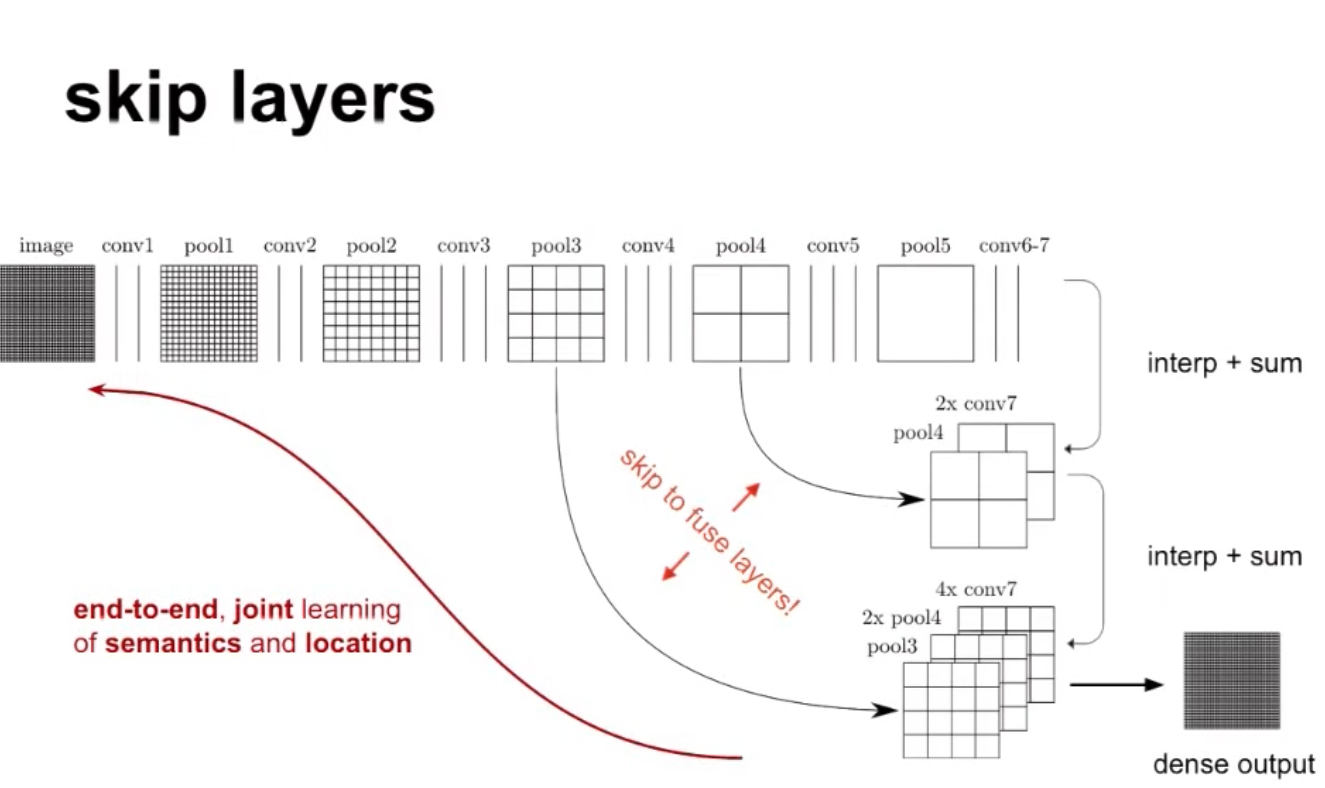 skip layers
image conv1 pool1 conv2 pool2 conv3 pool3 conv4 pool4 conv5 pool5 conv6-7
interp + sum
2x conv7
pool4
skip to fuse layers!
interp + sum
4x conv7
2x pool4
pool3
end-to-end, joint learning
of semantics and location
dense output